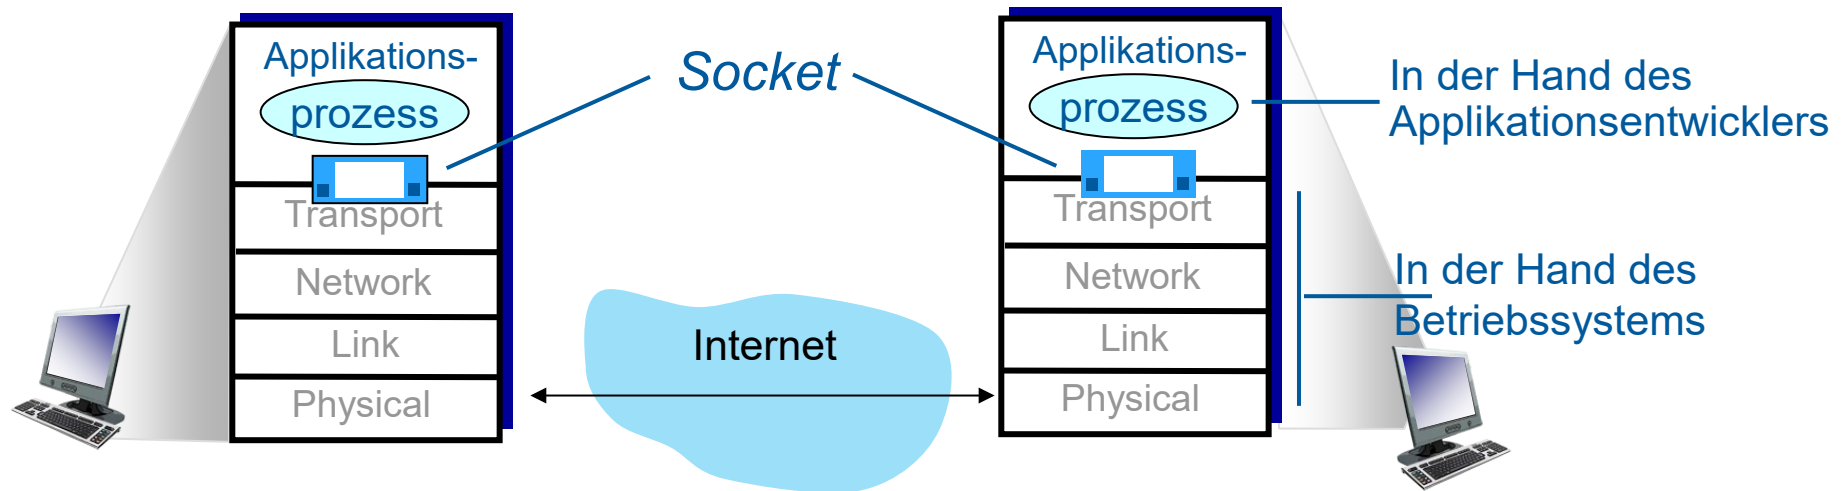 Applikations-
prozess
Transport
Network
Link
Physical
Socket
Internet
Applikations-
prozess
Transport
Network
Link
Physical
In der Hand des
Applikationsentwicklers
In der Hand des
Betriebssystems